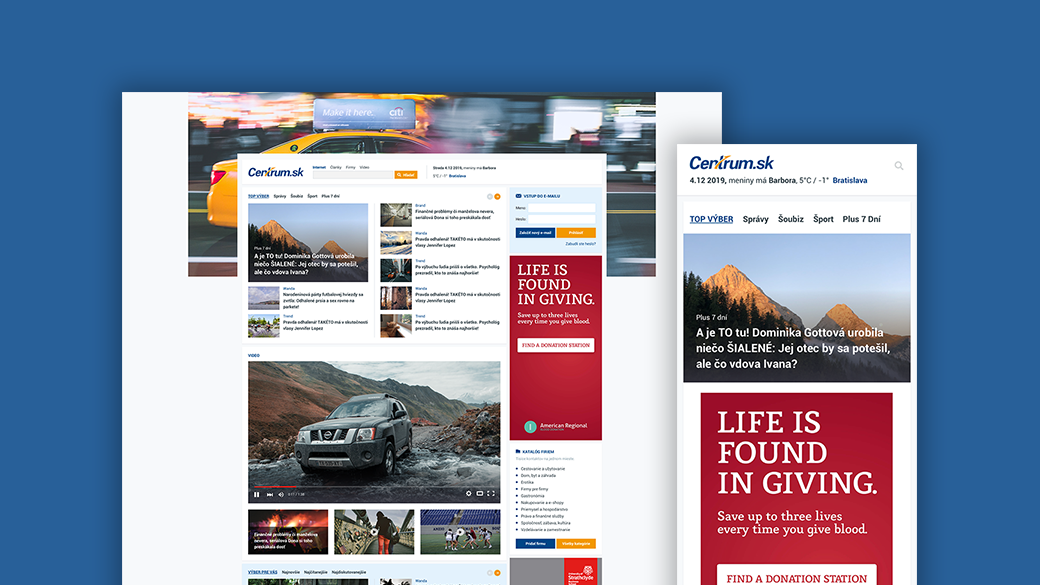 Make it here.
citi
Centrum.sk
Internet Články Firmy Video
Hľadať
Streda 4.12 2019, meniny má Barbora
5°C / -1° Bratislava
TOP VÝBER Správy Šoubiz Šport Plus 7 dní
Plus 7 dní
A je TO tu! Dominika Gottová urobila
niečo ŠIALENÉ: Jej otec by sa potešil,
ale čo vdova Ivana?
Narodeninová párty futbalovej hviezdy sa
zvrtla: Odhalené prsia a sex rovno na
parkete!
Trend
Pravda odhalená! TAKÉTO má v skutočnosti
vlasy Jennifer Lopez
Brand
Finančné problémy či manželova nevera,
seriálová Dona si toho preskákala dosť!
Manela
Pravda odhalená! TAKÉTO má v skutočnosti
vlasy Jennifer Lopez
Trend
Po výbuchu ľudia prišli o všetko: Psychológ
prezradil, kto to znáša najhoršie!
Pravda odhalená! TAKÉTO má v skutočnosti
vlasy Jennifer Lopez
Trend
Po výbuchu ľudia prišli o všetko: Psychológ
prezradil, kto to znáša najhoršie!
VSTUP DO E-MAILU
Meno:
Heslo:
Založiť nový e-mail
Prihlásiť
Zabudli ste heslo?
LIFE IS
FOUND
IN GIVING.
Save up to three lives
every time you give blood.
FIND A DONATION STATION
American Regional
VIDEO
Finančné problémy či manželova
nevera, seriálová Dona si toho
preskákala dosť!
KATALÓG FIRIEM
Cestovanie a ubytovanie
Dom, byt a záhrada
Erotika
Firmy pre firmy
Gastronómia
Nakupovanie a e-shopy
Priemysel a hospodárstvo
Práva a finančné služby
Spoločnosť, zábava, kultúra
Vzdelávanie a zamestnanie
Pridať firmu
Všetky kategórie
VÝBER PRE VÁS Najnovšie Najčítanejšie Najdiskutovanejšie
University of
Strathclyde
Centrum.sk
4.12 2019, meniny má Barbora, 5°C / -1° Bratislava
TOP VÝBER Správy Šoubiz Šport Plus 7 Dní
Plus 7 dní
A je TO tu! Dominika Gottová urobila
niečo ŠIALENÉ: Jej otec by sa potešil,
ale čo vdova Ivana?
LIFE IS
FOUND
IN GIVING.
Save up to three lives
every time you give blood.
FIND A DONATION STATION